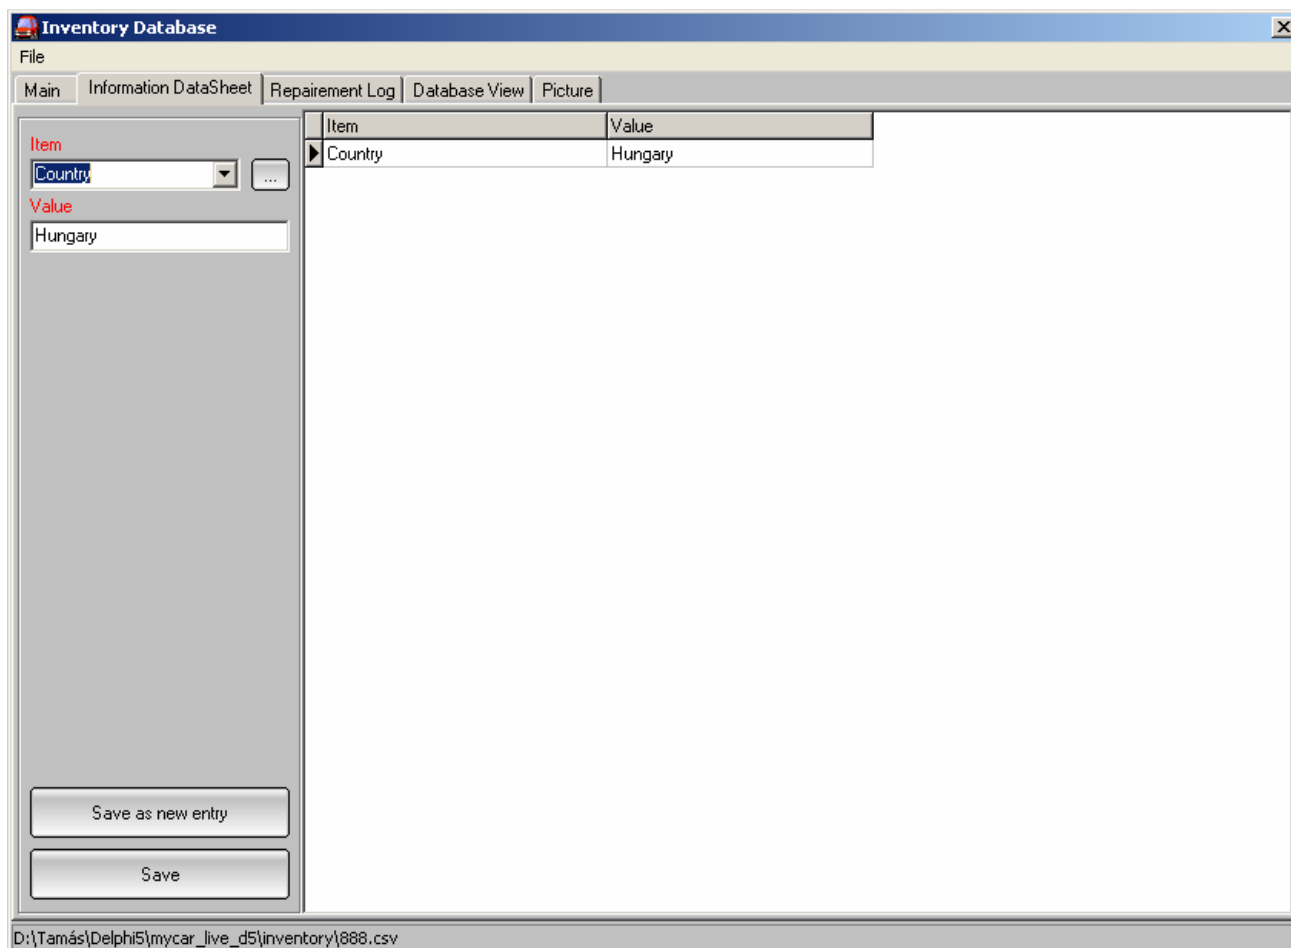 Inventory Database
File
Main Information DataSheet Repairement Log Database View Picture
Item
Country
...
Value
Hungary
Item Value
Country Hungary
Save as new entry
Save
D:\Tamás\Delphi5\mycar_live_d5\inventory\888.csv